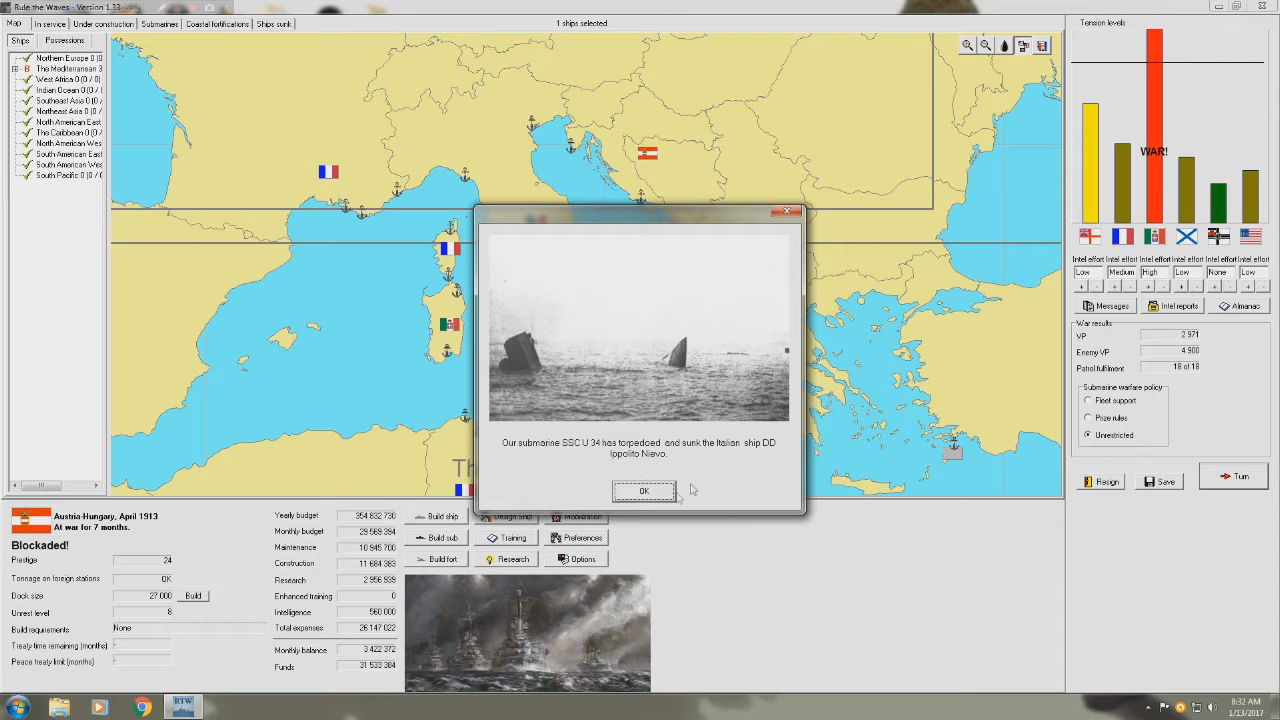 Rule the Waves - Version 1.33
Map
In service
Under construction
Submarines
Coastal fortifications
Ships sunk
1 ships selected
Ships
Possessions
Northern Europe 0 (0
The Mediterranean 3
West Africa 0 (0 / 0
Indian Ocean 0 (0 /
Southeast Asia 0 (0
Northeast Asia 0 (0
North American East
The Caribbean 0 (0 /
North American Wes
South American East
South American We
South Pacific 0 (0 /
Our submarine SSC U 34 has torpedoed and sunk the Italian ship DD
Ippolito Nievo.
OK
Tension levels
WAR!
Intel effort Intel effort Intel effort Intel effort Intel effort Intel effort
Low Medium High Low None Low
+ - + - + - + - + - + -
Messages
Intel reports
Almanac
War results
VP 2 971
Enemy VP 4 900
Patrol fulfilment 18 of 18
Submarine warfare policy
Fleet support
Prize rules
Unrestricted
Resign
Save
Turn
Austria-Hungary, April 1913
At war for 7 months.
Blockaded!
Prestige 24
Tonnage on foreign stations OK
Dock size 27 000 Build
Unrest level 8
Build requirements None
Treaty time remaining (months) -
Peace treaty limit (months) -
Yearly budget 354 832 730
Monthly budget 29 569 394
Maintenance 10 945 700
Construction 11 684 383
Research 2 956 939
Enhanced training 0
Intelligence 560 000
Total expenses 26 147 022
Monthly balance 3 422 372
Funds 31 533 384
Build ship
Design ship
Mobilization
Build sub
Training
Preferences
Build fort
Research
Options
RTW
8:32 AM
1/13/2017